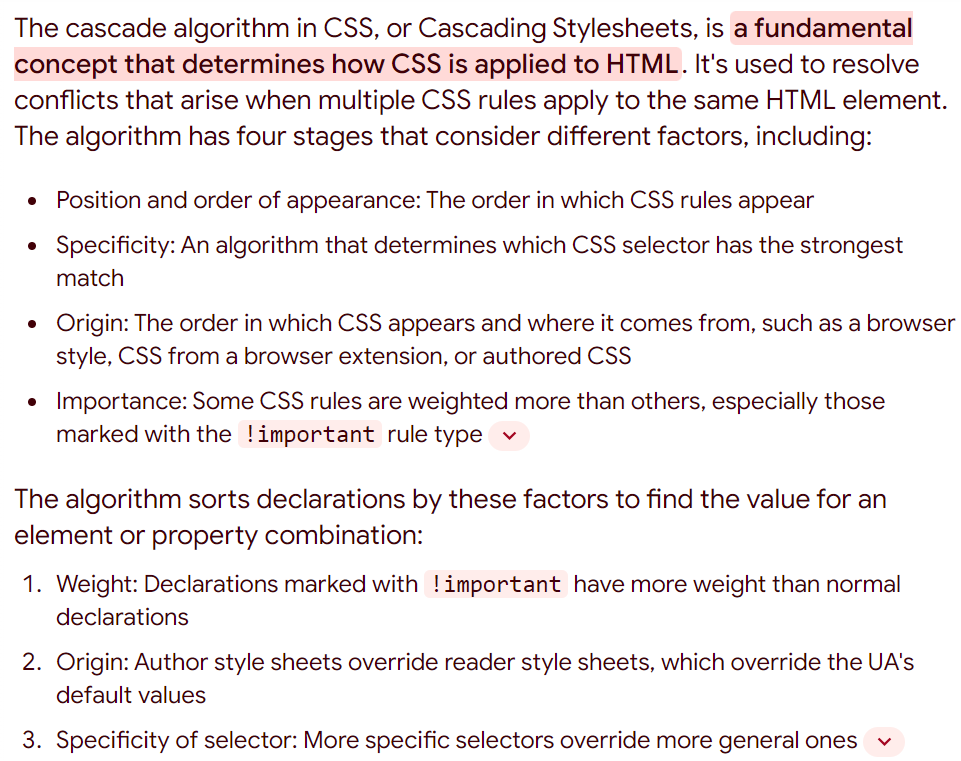 The cascade algorithm in CSS, or Cascading Stylesheets, is a fundamental
concept that determines how CSS is applied to HTML. It's used to resolve
conflicts that arise when multiple CSS rules apply to the same HTML element.
The algorithm has four stages that consider different factors, including:
• Position and order of appearance: The order in which CSS rules appear
• Specificity: An algorithm that determines which CSS selector has the strongest
match
• Origin: The order in which CSS appears and where it comes from, such as a browser
style, CSS from a browser extension, or authored CSS
• Importance: Some CSS rules are weighted more than others, especially those
marked with the !important rule type
The algorithm sorts declarations by these factors to find the value for an
element or property combination:
1. Weight: Declarations marked with !important have more weight than normal
declarations
2. Origin: Author style sheets override reader style sheets, which override the UA's
default values
3. Specificity of selector: More specific selectors override more general ones